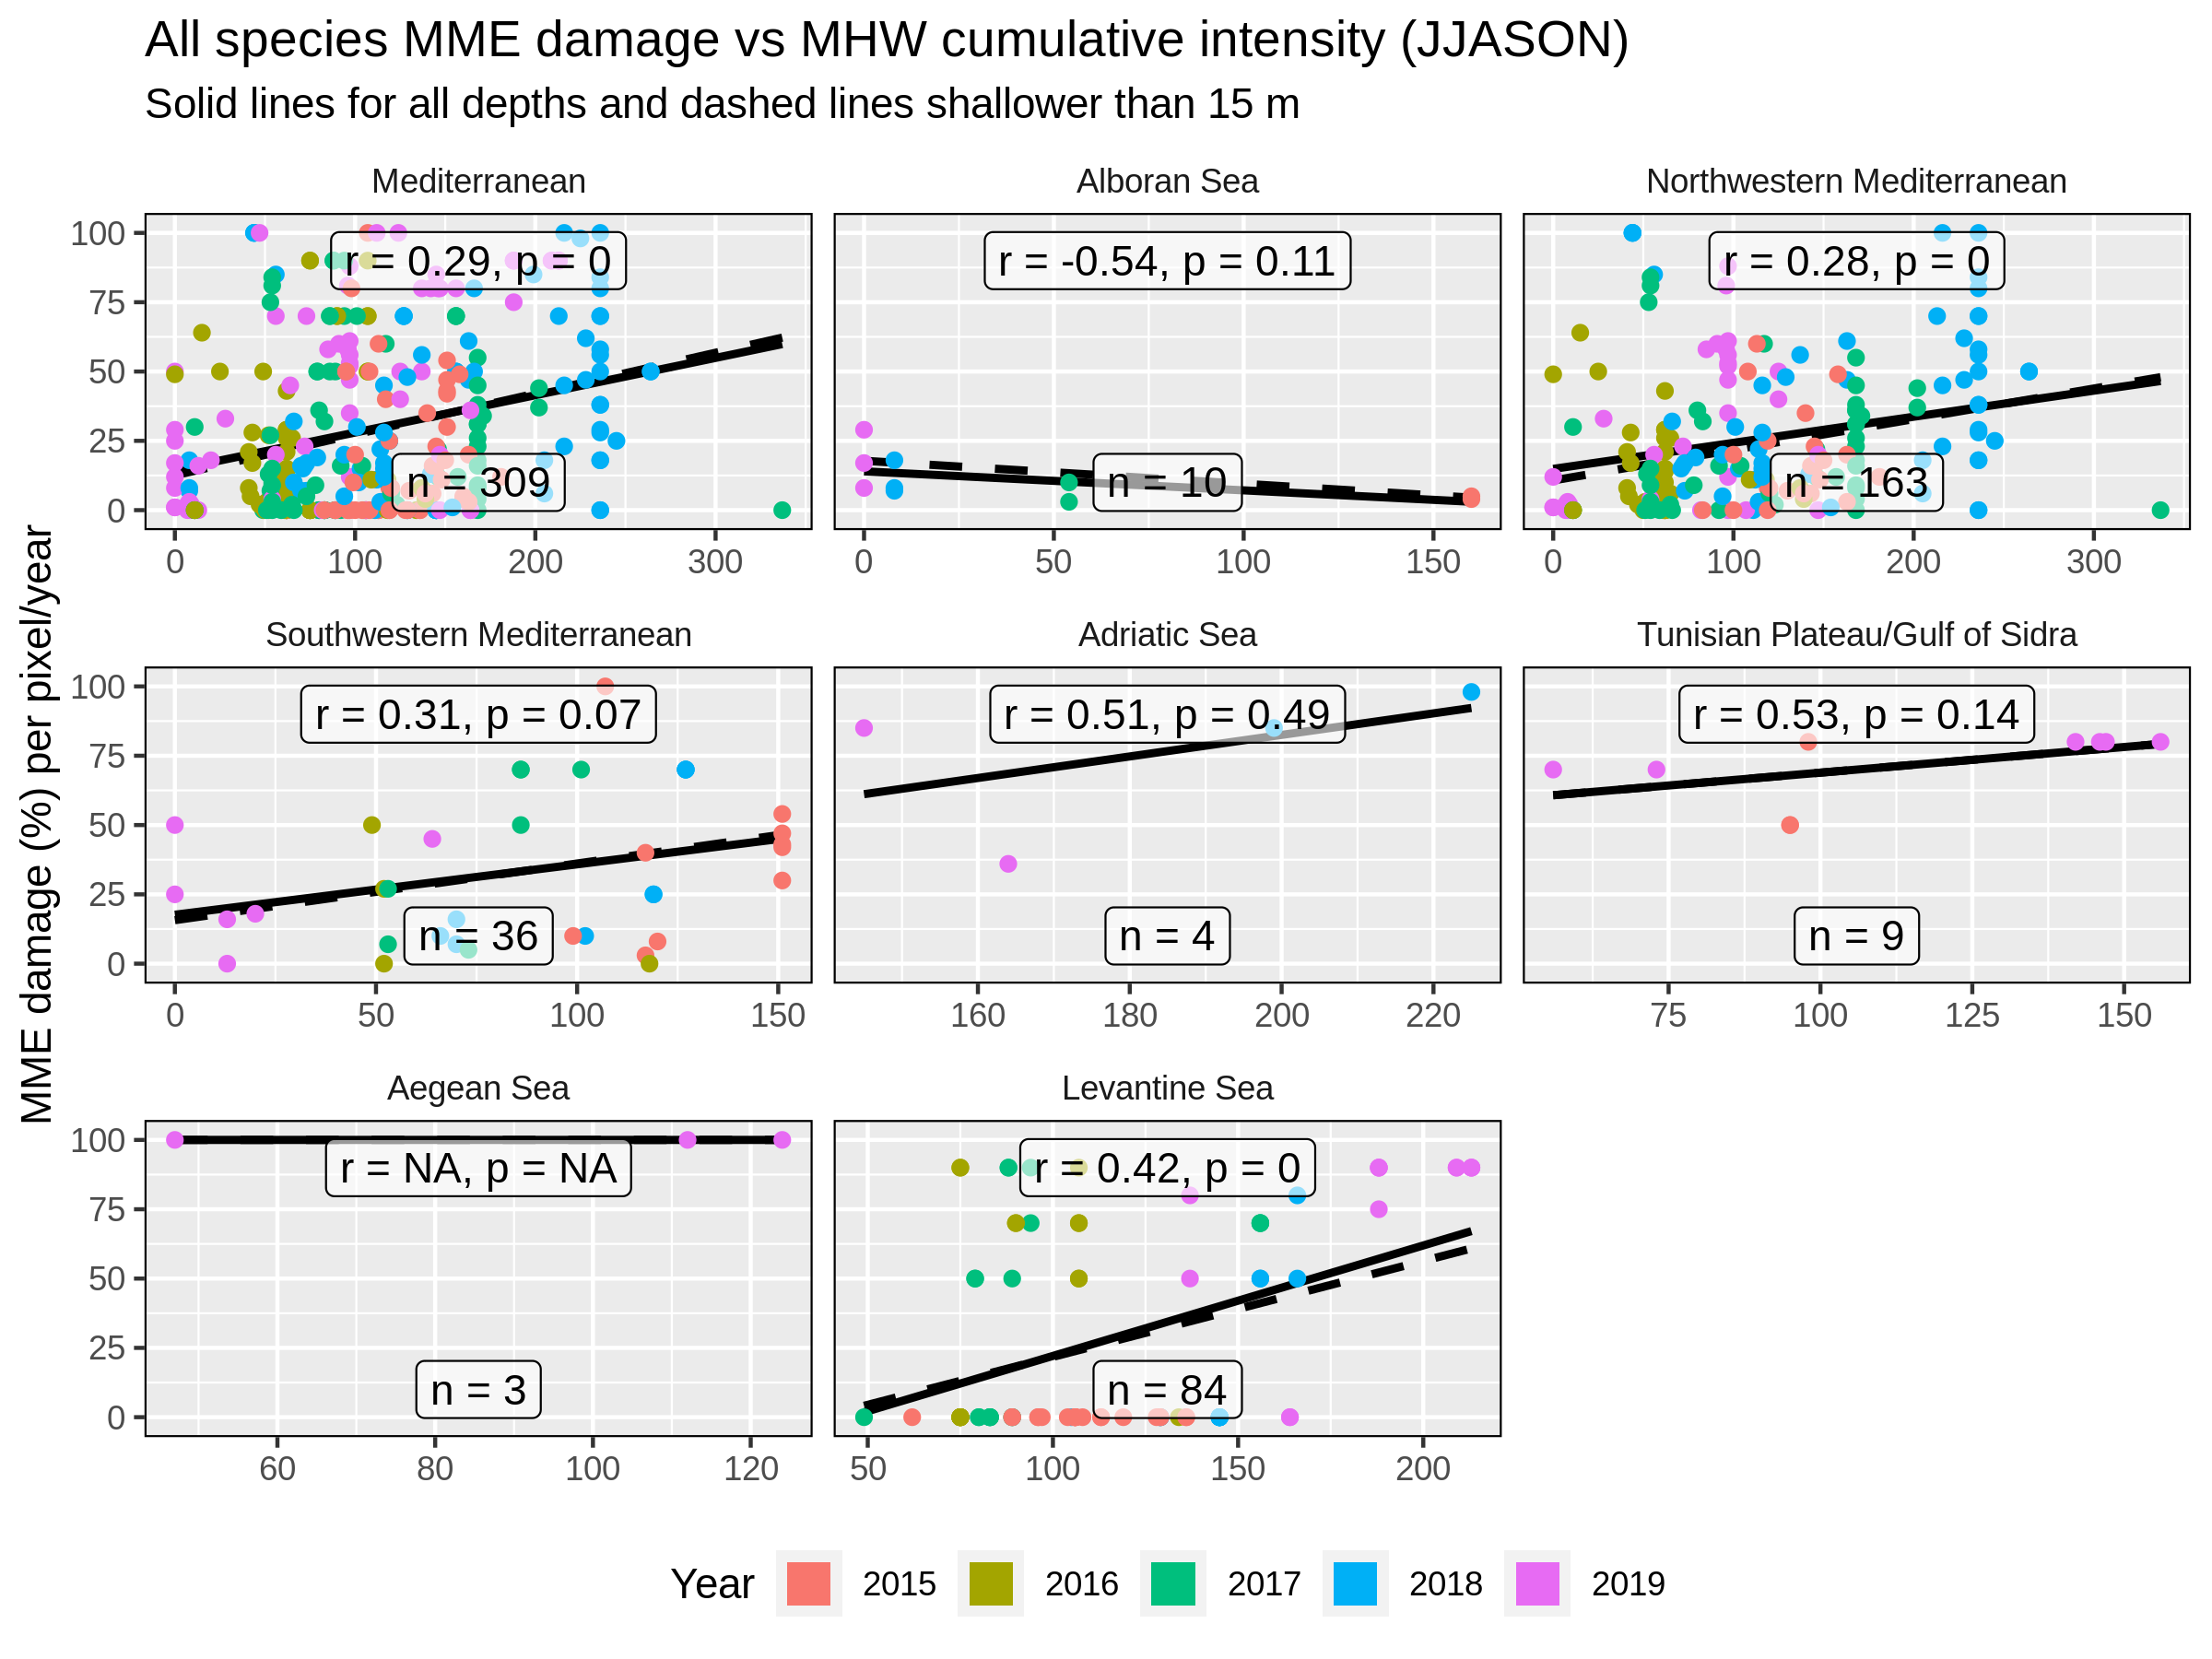 All species MME damage vs MHW cumulative intensity (JJASON)
Solid lines for all depths and dashed lines shallower than 15 m
MME damage (%) per pixel/year
Mediterranean
Alboran Sea
Northwestern Mediterranean
100
75
50
25
0
r = 0.29, p = 0
n = 309
r = -0.54, p = 0.11
n = 10
r = 0.28, p = 0
n = 163
0 100 200 300
0 50 100 150
0 100 200 300
Southwestern Mediterranean
Adriatic Sea
Tunisian Plateau/Gulf of Sidra
100
75
50
25
0
r = 0.31, p = 0.07
n = 36
r = 0.51, p = 0.49
n = 4
r = 0.53, p = 0.14
n = 9
0 50 100 150
160 180 200 220
75 100 125 150
Aegean Sea
Levantine Sea
100
75
50
25
0
r = NA, p = NA
n = 3
r = 0.42, p = 0
n = 84
60 80 100 120
50 100 150 200
Year 2015 2016 2017 2018 2019